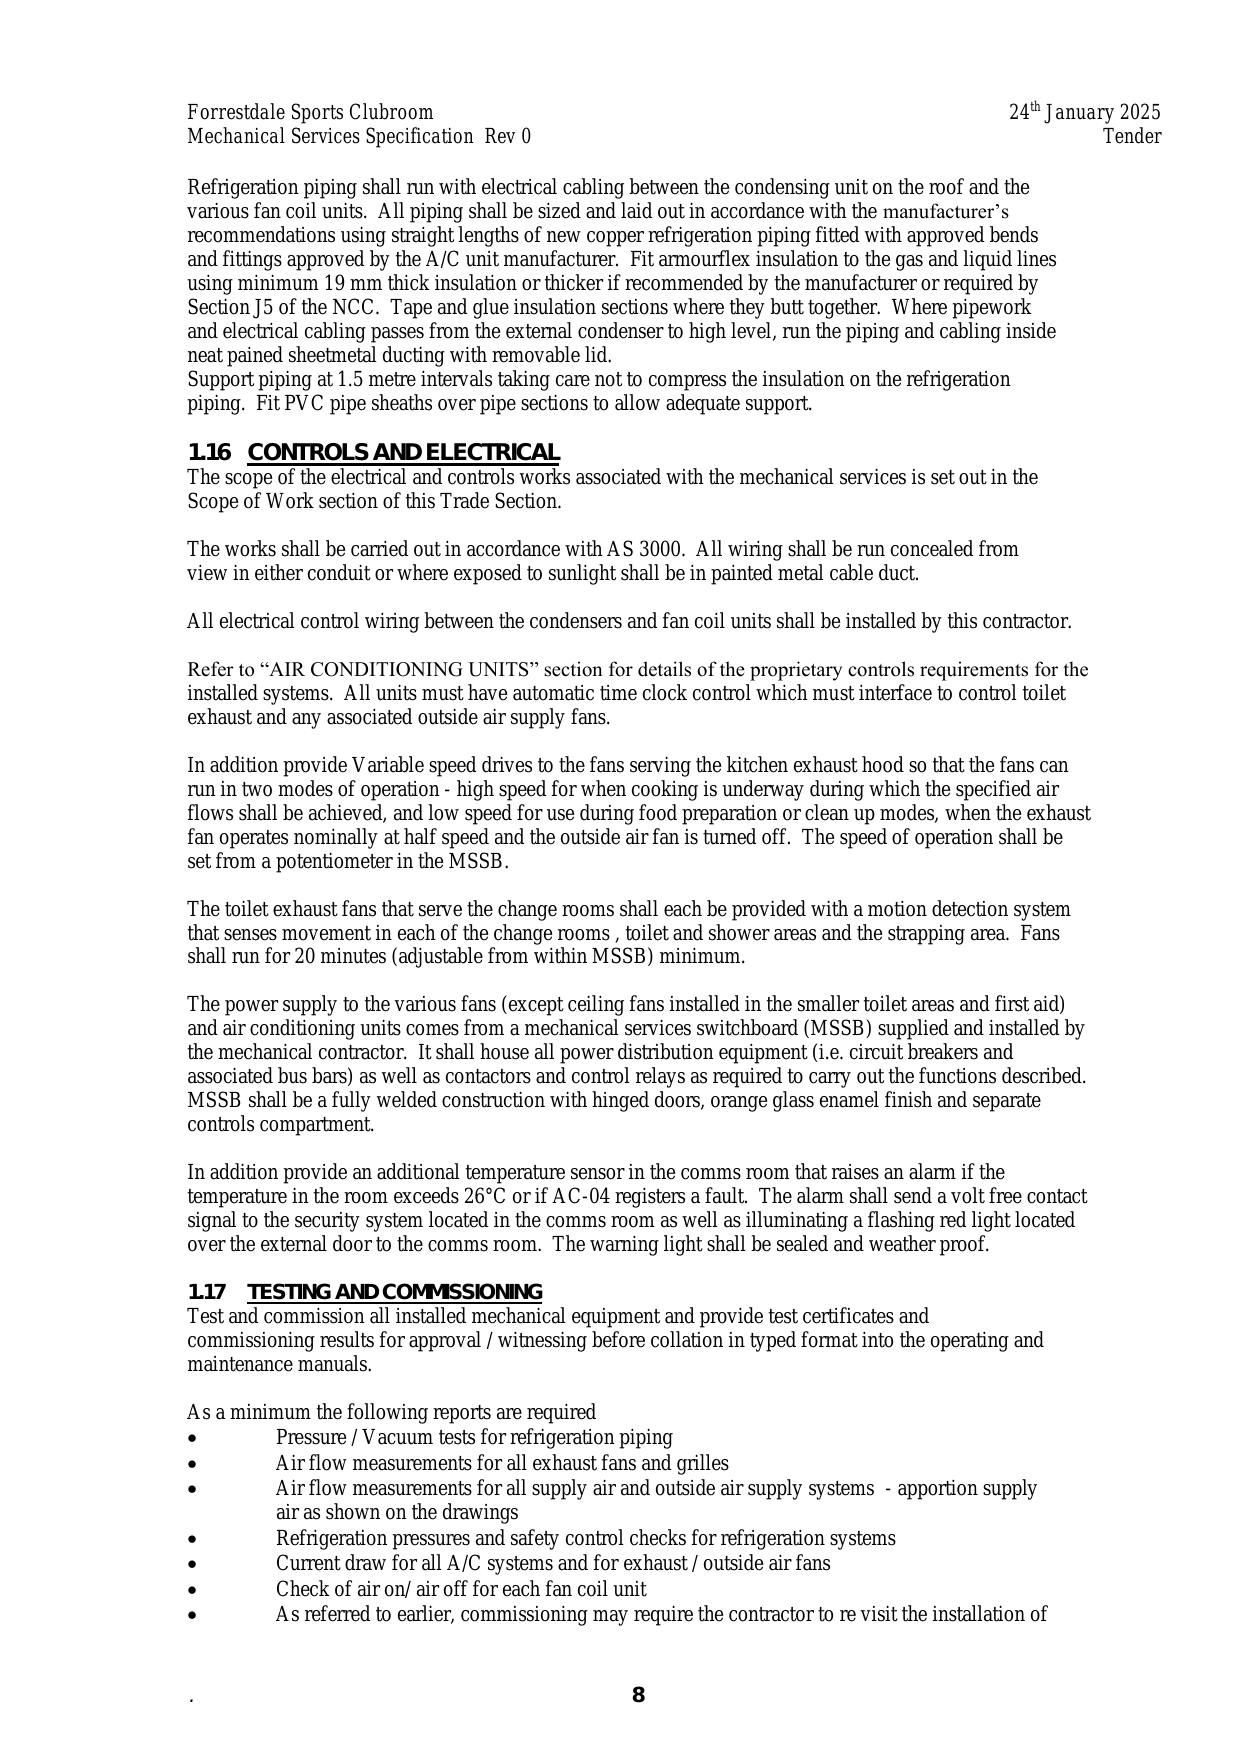 Forrestdale Sports Clubroom 24th January 2025
Mechanical Services Specification Rev 0 Tender
Refrigeration piping shall run with electrical cabling between the condensing unit on the roof and the
various fan coil units. All piping shall be sized and laid out in accordance with the manufacturer’s
recommendations using straight lengths of new copper refrigeration piping fitted with approved bends
and fittings approved by the A/C unit manufacturer. Fit armourflex insulation to the gas and liquid lines
using minimum 19 mm thick insulation or thicker if recommended by the manufacturer or required by
Section J5 of the NCC. Tape and glue insulation sections where they butt together. Where pipework
and electrical cabling passes from the external condenser to high level, run the piping and cabling inside
neat pained sheetmetal ducting with removable lid.
Support piping at 1.5 metre intervals taking care not to compress the insulation on the refrigeration
piping. Fit PVC pipe sheaths over pipe sections to allow adequate support.
1.16 CONTROLS AND ELECTRICAL
The scope of the electrical and controls works associated with the mechanical services is set out in the
Scope of Work section of this Trade Section.
The works shall be carried out in accordance with AS 3000. All wiring shall be run concealed from
view in either conduit or where exposed to sunlight shall be in painted metal cable duct.
All electrical control wiring between the condensers and fan coil units shall be installed by this contractor.
Refer to “AIR CONDITIONING UNITS” section for details of the proprietary controls requirements for the
installed systems. All units must have automatic time clock control which must interface to control toilet
exhaust and any associated outside air supply fans.
In addition provide Variable speed drives to the fans serving the kitchen exhaust hood so that the fans can
run in two modes of operation - high speed for when cooking is underway during which the specified air
flows shall be achieved, and low speed for use during food preparation or clean up modes, when the exhaust
fan operates nominally at half speed and the outside air fan is turned off. The speed of operation shall be
set from a potentiometer in the MSSB.
The toilet exhaust fans that serve the change rooms shall each be provided with a motion detection system
that senses movement in each of the change rooms , toilet and shower areas and the strapping area. Fans
shall run for 20 minutes (adjustable from within MSSB) minimum.
The power supply to the various fans (except ceiling fans installed in the smaller toilet areas and first aid)
and air conditioning units comes from a mechanical services switchboard (MSSB) supplied and installed by
the mechanical contractor. It shall house all power distribution equipment (i.e. circuit breakers and
associated bus bars) as well as contactors and control relays as required to carry out the functions described.
MSSB shall be a fully welded construction with hinged doors, orange glass enamel finish and separate
controls compartment.
In addition provide an additional temperature sensor in the comms room that raises an alarm if the
temperature in the room exceeds 26°C or if AC-04 registers a fault. The alarm shall send a volt free contact
signal to the security system located in the comms room as well as illuminating a flashing red light located
over the external door to the comms room. The warning light shall be sealed and weather proof.
1.17 TESTING AND COMMISSIONING
Test and commission all installed mechanical equipment and provide test certificates and
commissioning results for approval / witnessing before collation in typed format into the operating and
maintenance manuals.
As a minimum the following reports are required
• Pressure / Vacuum tests for refrigeration piping
• Air flow measurements for all exhaust fans and grilles
• Air flow measurements for all supply air and outside air supply systems - apportion supply
air as shown on the drawings
• Refrigeration pressures and safety control checks for refrigeration systems
• Current draw for all A/C systems and for exhaust / outside air fans
• Check of air on/ air off for each fan coil unit
• As referred to earlier, commissioning may require the contractor to re visit the installation of
. 8